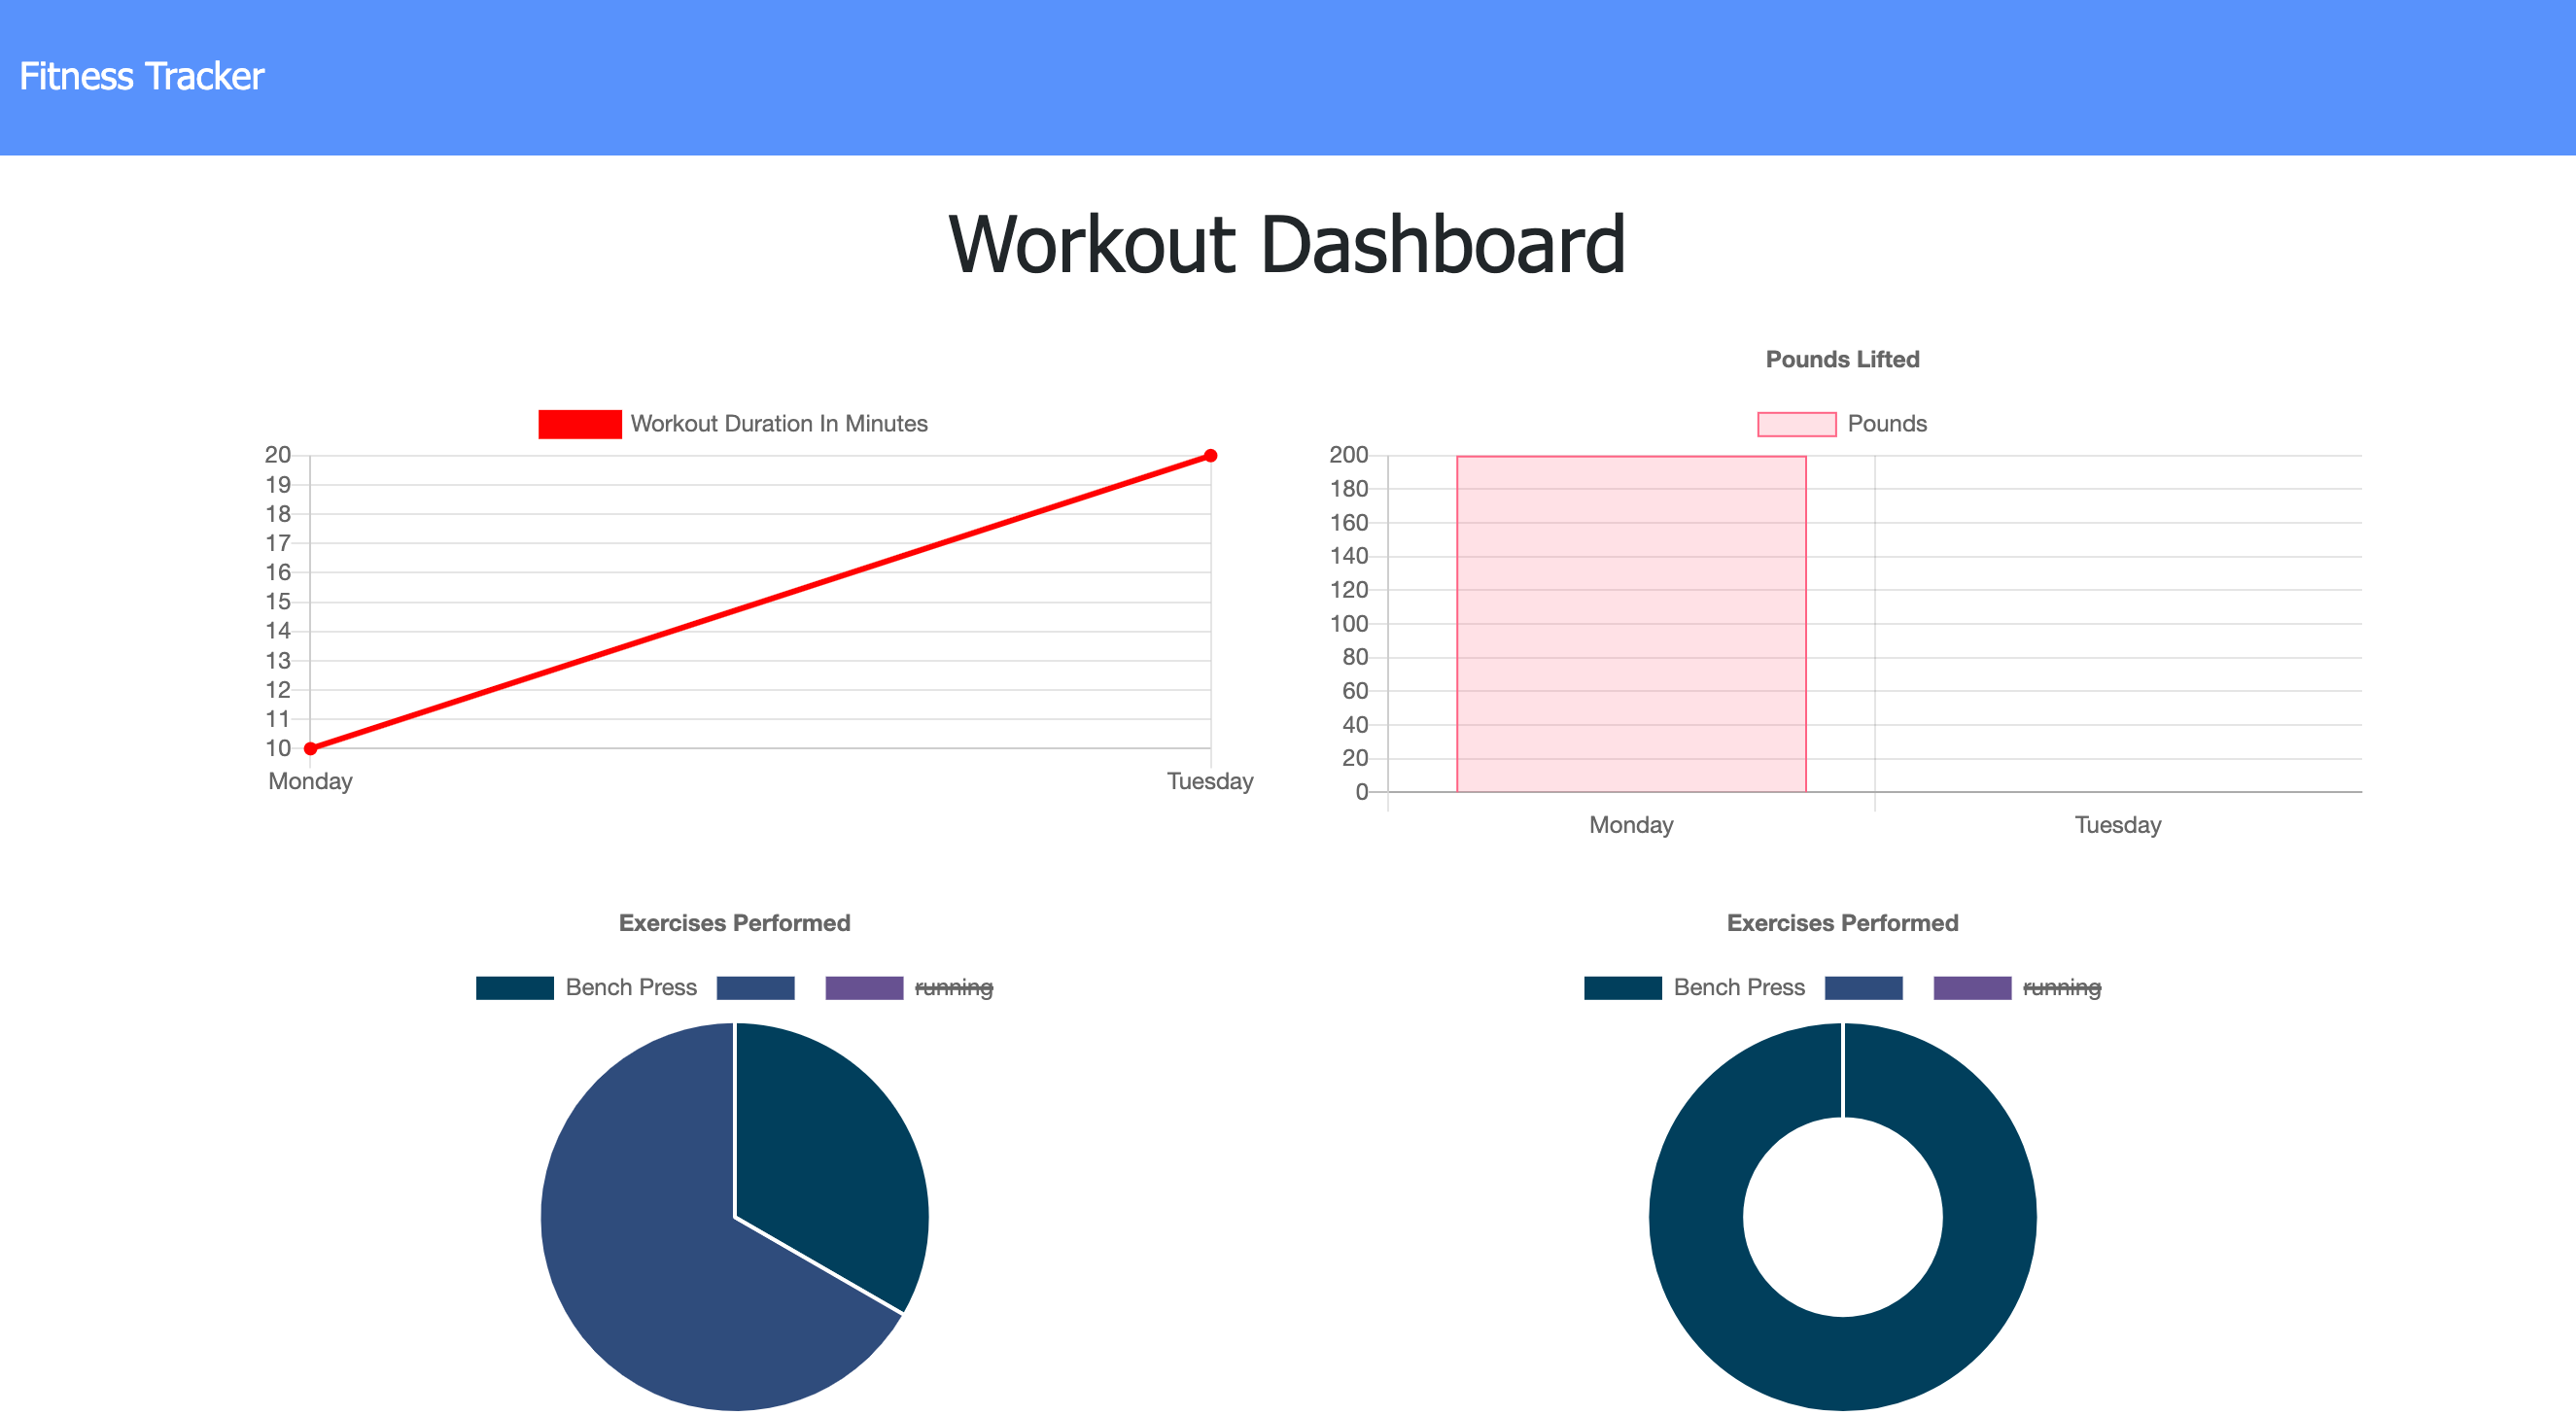 Fitness Tracker
Workout Dashboard
Workout Duration In Minutes
20
19
18
17
16
15
14
13
12
11
10
Monday Tuesday
Pounds Lifted
Pounds
200
180
160
140
120
100
80
60
40
20
0
Monday Tuesday
Exercises Performed
Bench Press running
Exercises Performed
Bench Press running